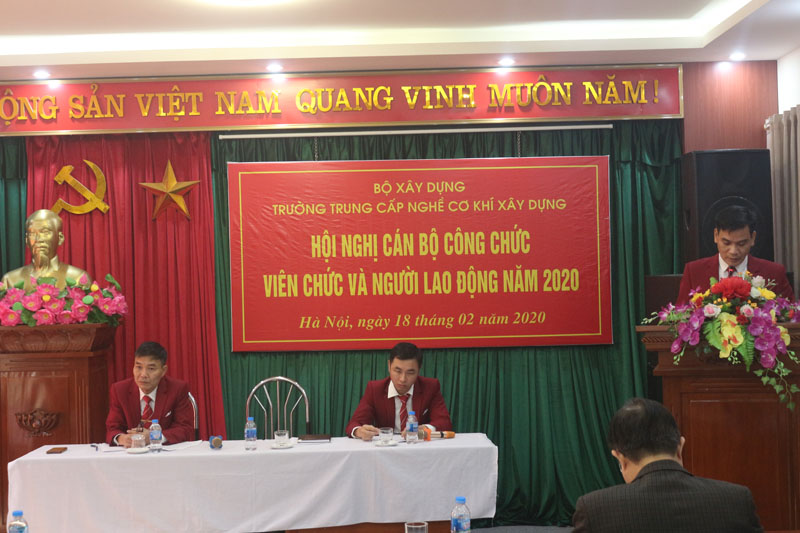 ỘNG SẢN VIỆT NAM QUANG VINH MUÔN NĂM!
BỘ XÂY DỰNG
TRƯỜNG TRUNG CẤP NGHỀ CƠ KHÍ XÂY DỰNG
HỘI NGHỊ CÁN BỘ CÔNG CHỨC
VIÊN CHỨC VÀ NGƯỜI LAO ĐỘNG NĂM 2020
Hà Nội, ngày 18 tháng 02 năm 2020